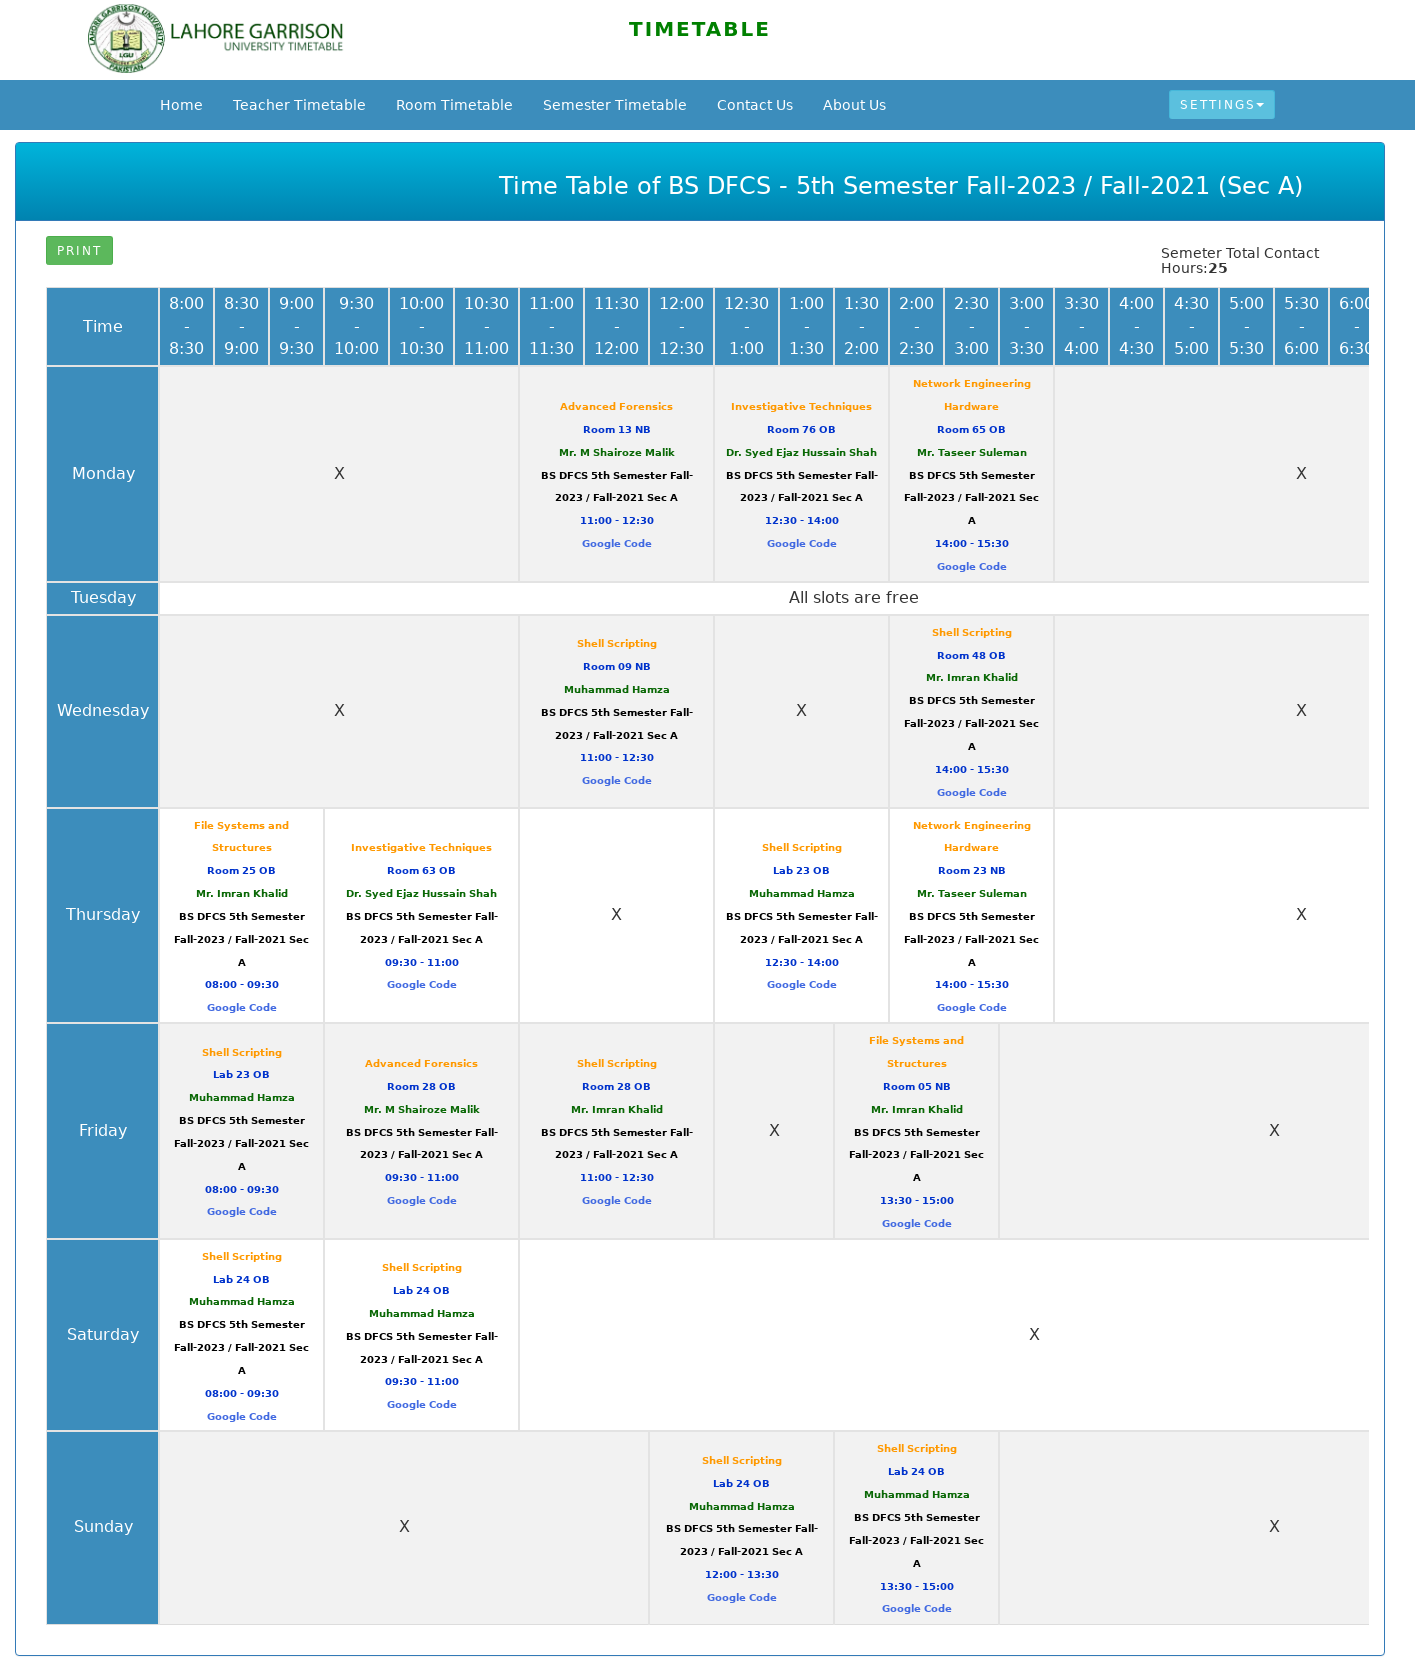 LAHORE GARRISON
UNIVERSITY TIMETABLE
TIMETABLE
Home
Teacher Timetable
Room Timetable
Semester Timetable
Contact Us
About Us
SETTINGS
Time Table of BS DFCS - 5th Semester Fall-2023 / Fall-2021 (Sec A)
PRINT
Semeter Total Contact
Hours:25
Time
8:00
-
8:30
8:30
-
9:00
9:00
-
9:30
9:30
-
10:00
10:00
-
10:30
10:30
-
11:00
11:00
-
11:30
11:30
-
12:00
12:00
-
12:30
12:30
-
1:00
1:00
-
1:30
1:30
-
2:00
2:00
-
2:30
2:30
-
3:00
3:00
-
3:30
3:30
-
4:00
4:00
-
4:30
4:30
-
5:00
5:00
-
5:30
5:30
-
6:00
6:00
-
6:30
Monday
X
Advanced Forensics
Room 13 NB
Mr. M Shairoze Malik
BS DFCS 5th Semester Fall-
2023 / Fall-2021 Sec A
11:00 - 12:30
Google Code
Investigative Techniques
Room 76 OB
Dr. Syed Ejaz Hussain Shah
BS DFCS 5th Semester Fall-
2023 / Fall-2021 Sec A
12:30 - 14:00
Google Code
Network Engineering
Hardware
Room 65 OB
Mr. Taseer Suleman
BS DFCS 5th Semester
Fall-2023 / Fall-2021 Sec
A
14:00 - 15:30
Google Code
X
Tuesday
All slots are free
Wednesday
X
Shell Scripting
Room 09 NB
Muhammad Hamza
BS DFCS 5th Semester Fall-
2023 / Fall-2021 Sec A
11:00 - 12:30
Google Code
X
Shell Scripting
Room 48 OB
Mr. Imran Khalid
BS DFCS 5th Semester
Fall-2023 / Fall-2021 Sec
A
14:00 - 15:30
Google Code
X
Thursday
File Systems and
Structures
Room 25 OB
Mr. Imran Khalid
BS DFCS 5th Semester
Fall-2023 / Fall-2021 Sec
A
08:00 - 09:30
Google Code
Investigative Techniques
Room 63 OB
Dr. Syed Ejaz Hussain Shah
BS DFCS 5th Semester Fall-
2023 / Fall-2021 Sec A
09:30 - 11:00
Google Code
X
Shell Scripting
Lab 23 OB
Muhammad Hamza
BS DFCS 5th Semester Fall-
2023 / Fall-2021 Sec A
12:30 - 14:00
Google Code
Network Engineering
Hardware
Room 23 NB
Mr. Taseer Suleman
BS DFCS 5th Semester
Fall-2023 / Fall-2021 Sec
A
14:00 - 15:30
Google Code
X
Friday
Shell Scripting
Lab 23 OB
Muhammad Hamza
BS DFCS 5th Semester
Fall-2023 / Fall-2021 Sec
A
08:00 - 09:30
Google Code
Advanced Forensics
Room 28 OB
Mr. M Shairoze Malik
BS DFCS 5th Semester Fall-
2023 / Fall-2021 Sec A
09:30 - 11:00
Google Code
Shell Scripting
Room 28 OB
Mr. Imran Khalid
BS DFCS 5th Semester Fall-
2023 / Fall-2021 Sec A
11:00 - 12:30
Google Code
X
File Systems and
Structures
Room 05 NB
Mr. Imran Khalid
BS DFCS 5th Semester
Fall-2023 / Fall-2021 Sec
A
13:30 - 15:00
Google Code
X
Saturday
Shell Scripting
Lab 24 OB
Muhammad Hamza
BS DFCS 5th Semester
Fall-2023 / Fall-2021 Sec
A
08:00 - 09:30
Google Code
Shell Scripting
Lab 24 OB
Muhammad Hamza
BS DFCS 5th Semester Fall-
2023 / Fall-2021 Sec A
09:30 - 11:00
Google Code
X
Sunday
X
Shell Scripting
Lab 24 OB
Muhammad Hamza
BS DFCS 5th Semester Fall-
2023 / Fall-2021 Sec A
12:00 - 13:30
Google Code
Shell Scripting
Lab 24 OB
Muhammad Hamza
BS DFCS 5th Semester
Fall-2023 / Fall-2021 Sec
A
13:30 - 15:00
Google Code
X